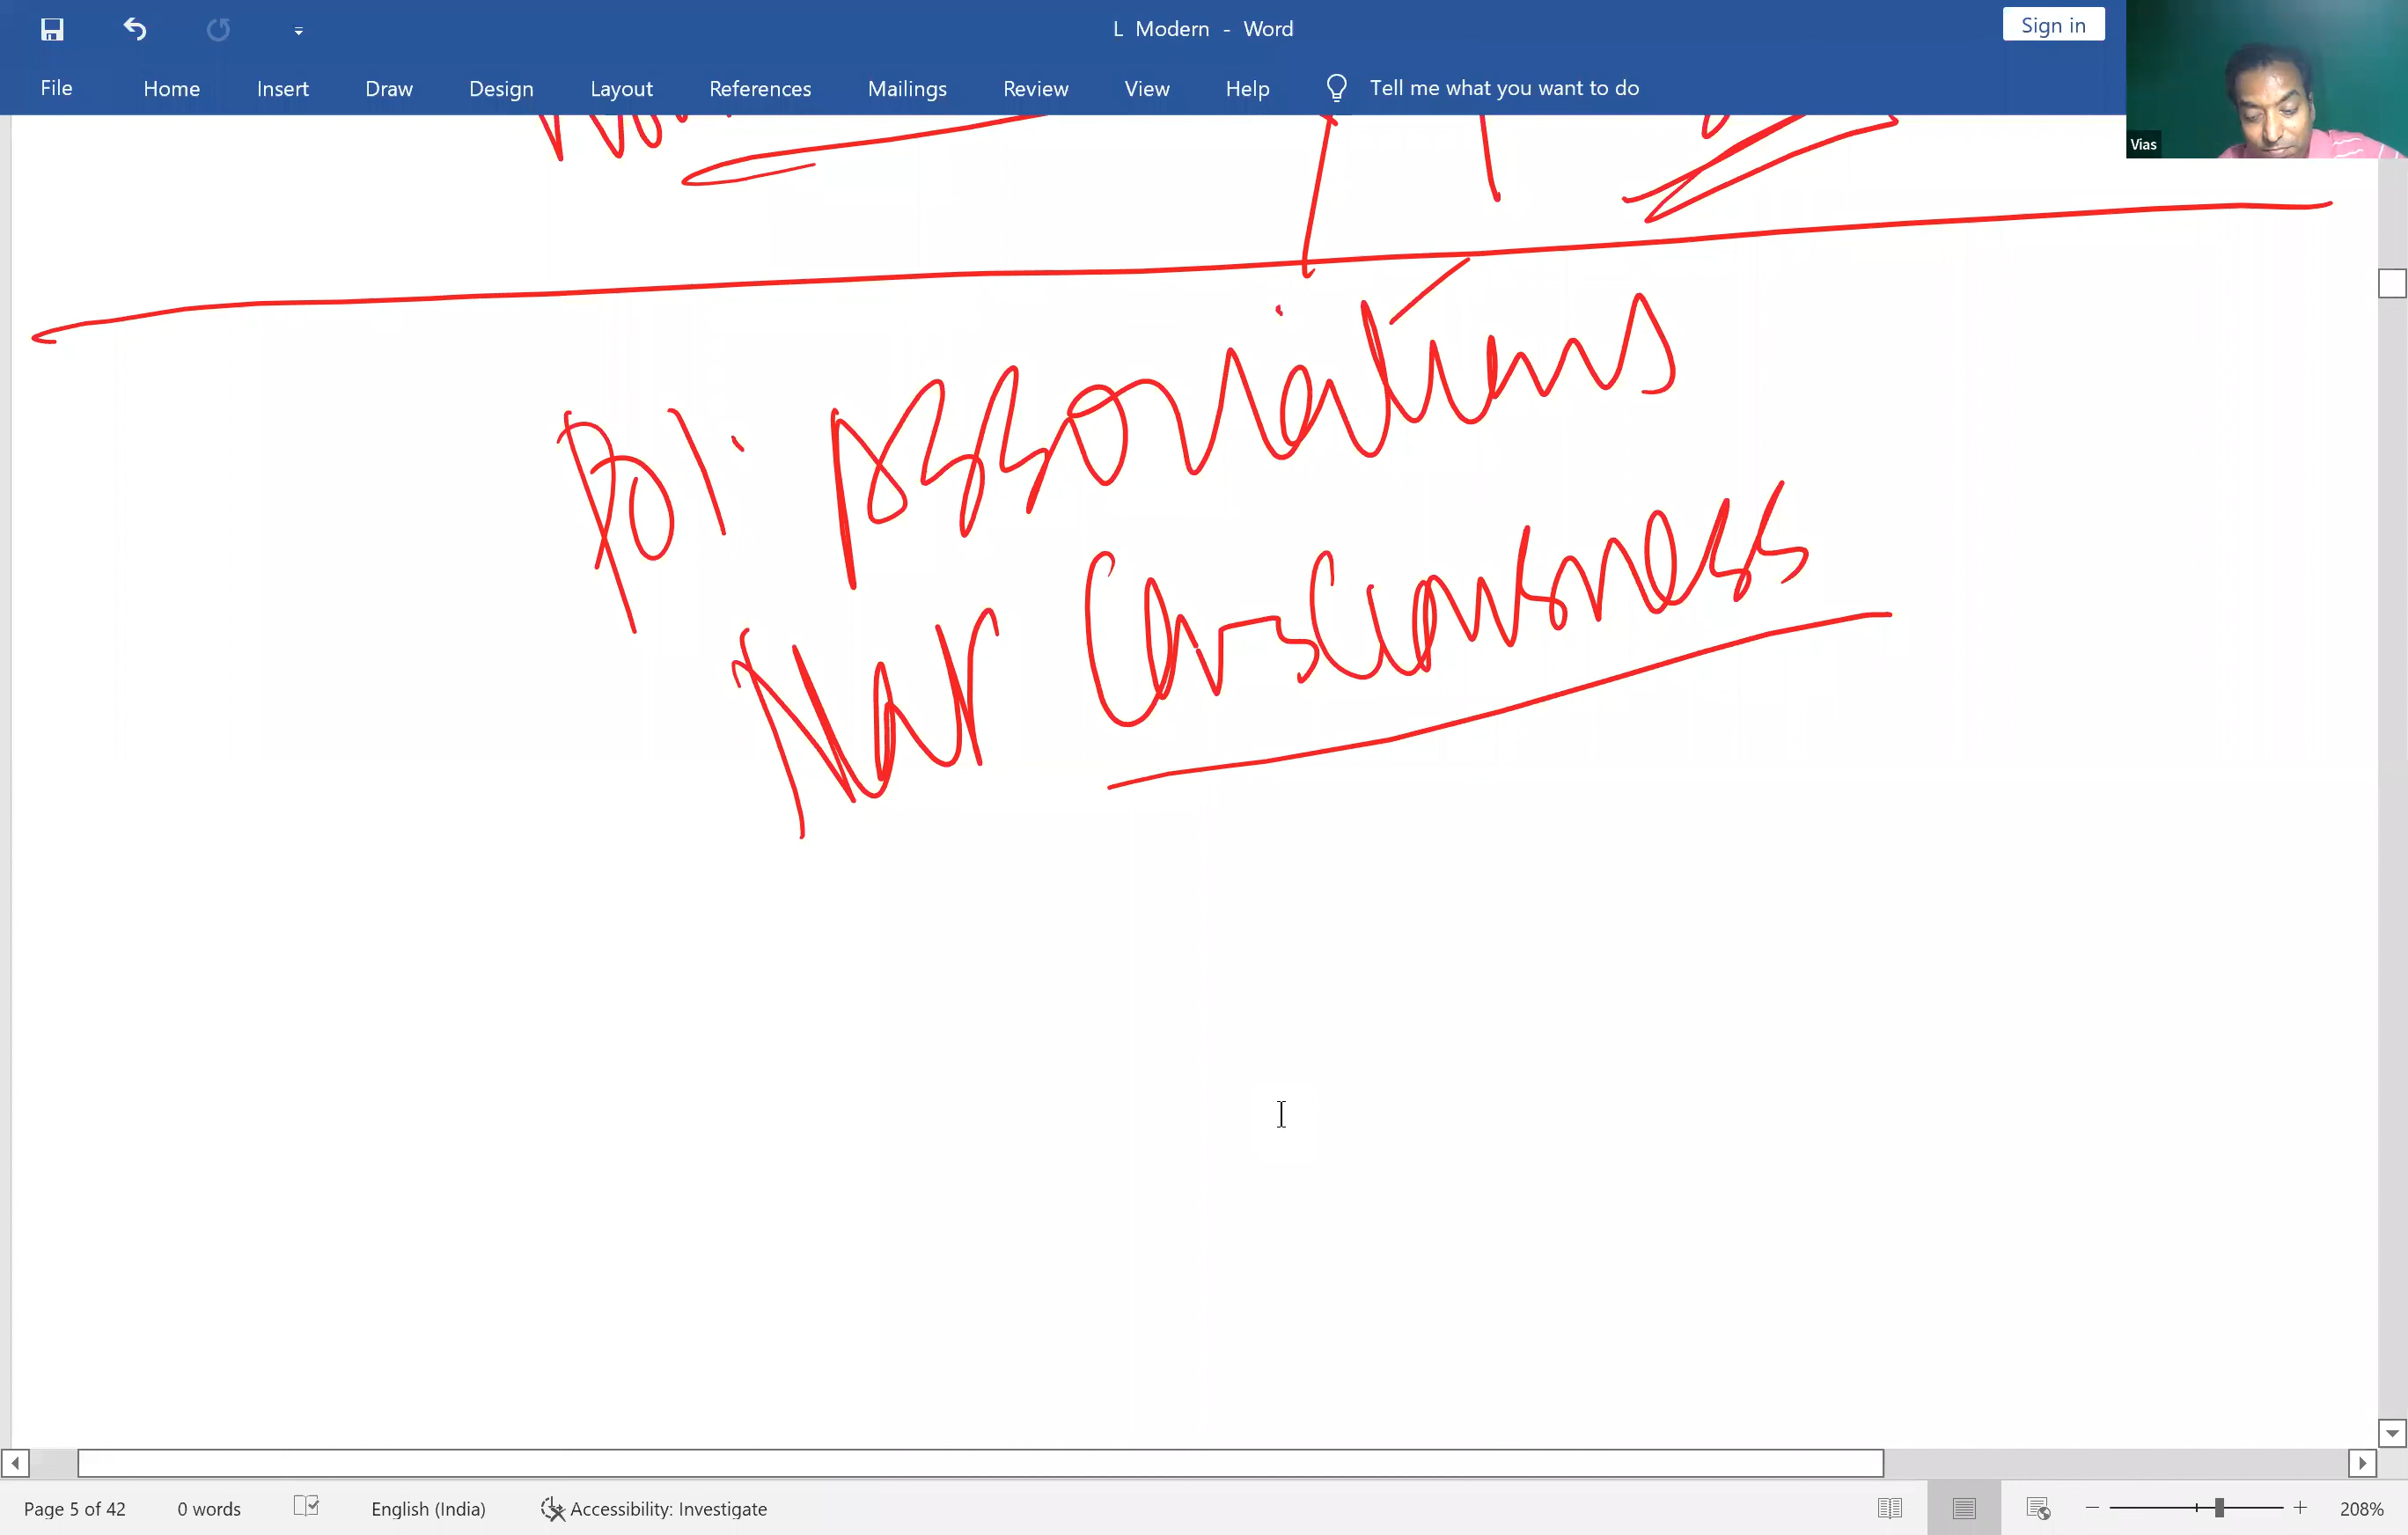 L Modern - Word
Sign in
File Home Insert Draw Design Layout References Mailings Review View Help Tell me what you want to do
Vias
Pol. Associations
Nat Consciousness
Page 5 of 42 0 words English (India) Accessibility: Investigate 208%